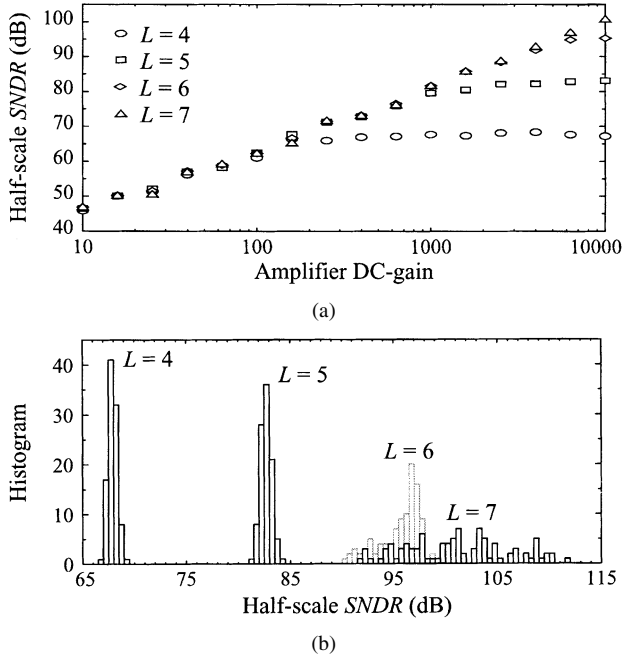 100
90
80
70
60
50
40
Half-scale SNDR (dB)
L = 4
L = 5
L = 6
L = 7
10
100
1000
10000
Amplifier DC-gain
(a)
40
30
20
10
0
Histogram
L = 4
L = 5
L = 6
L = 7
65
75
85
95
105
115
Half-scale SNDR (dB)
(b)